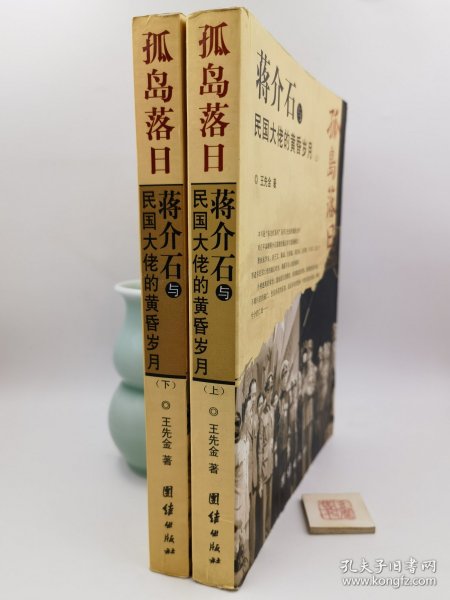 孤岛落日
蒋介石与
民国大佬的黄昏岁月
(下)
◎王先金 著
团结出版社
孤岛落日
蒋介石与
民国大佬的黄昏岁月
(上)
◎王先金 著
团结出版社
蒋介石与
民国大佬的黄昏岁月
◎ 王先金 著
孤岛落日
孔夫子旧书网
www.kongfz.com